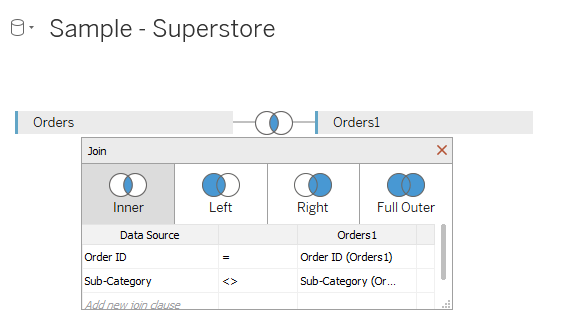 Sample - Superstore
Orders Orders1
Join
Inner Left Right Full Outer
Data Source Orders1
Order ID = Order ID (Orders1)
Sub-Category <> Sub-Category (Or...
Add new join clause